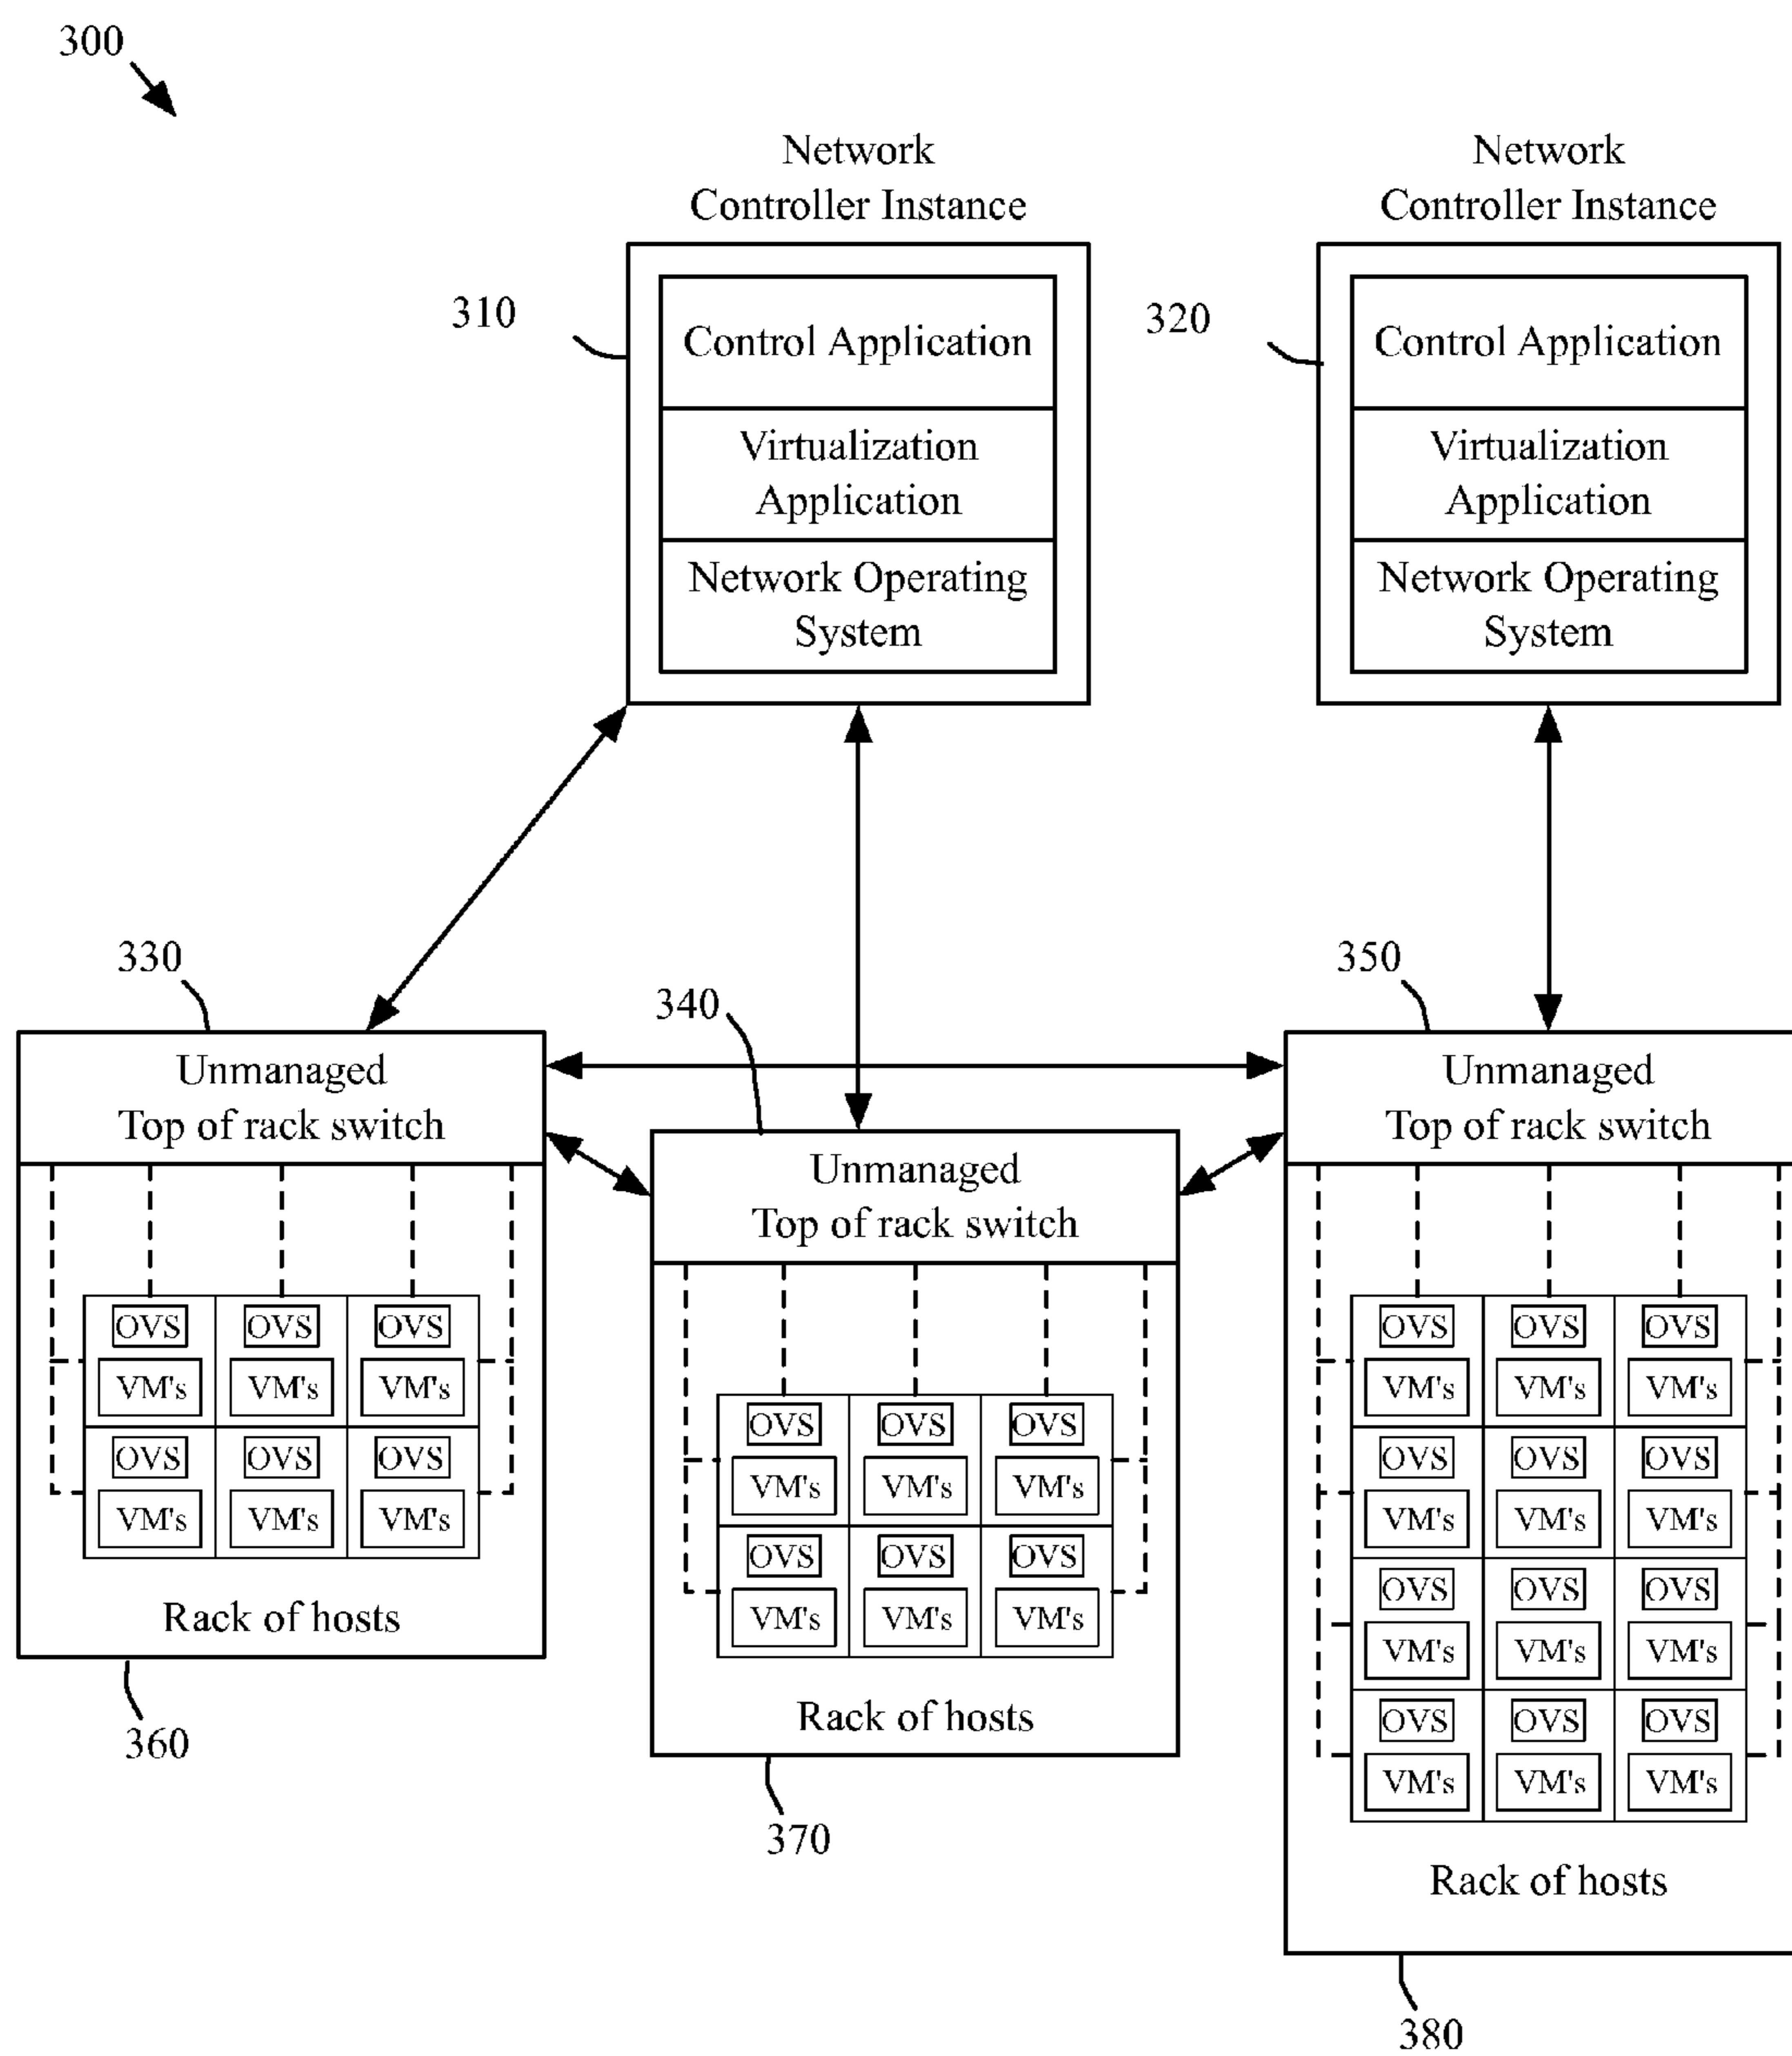 300
Network
Controller Instance
Network
Controller Instance
310
Control Application
Virtualization
Application
Network Operating
System
320
Control Application
Virtualization
Application
Network Operating
System
330
Unmanaged
Top of rack switch
OVS OVS OVS
VM's VM's VM's
OVS OVS OVS
VM's VM's VM's
Rack of hosts
360
340
Unmanaged
Top of rack switch
OVS OVS OVS
VM's VM's VM's
OVS OVS OVS
VM's VM's VM's
Rack of hosts
370
350
Unmanaged
Top of rack switch
OVS OVS OVS
VM's VM's VM's
OVS OVS OVS
VM's VM's VM's
OVS OVS OVS
VM's VM's VM's
OVS OVS OVS
VM's VM's VM's
Rack of hosts
380